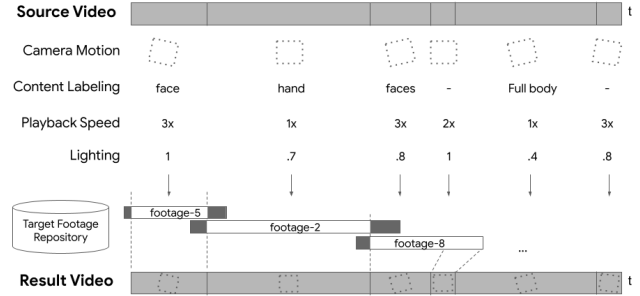 Source Video t
Camera Motion
Content Labeling face hand faces - Full body -
Playback Speed 3x 1x 3x 2x 1x 3x
Lighting 1 .7 .8 1 .4 .8
footage-5
Target Footage
Repository
footage-2
footage-8
...
Result Video t